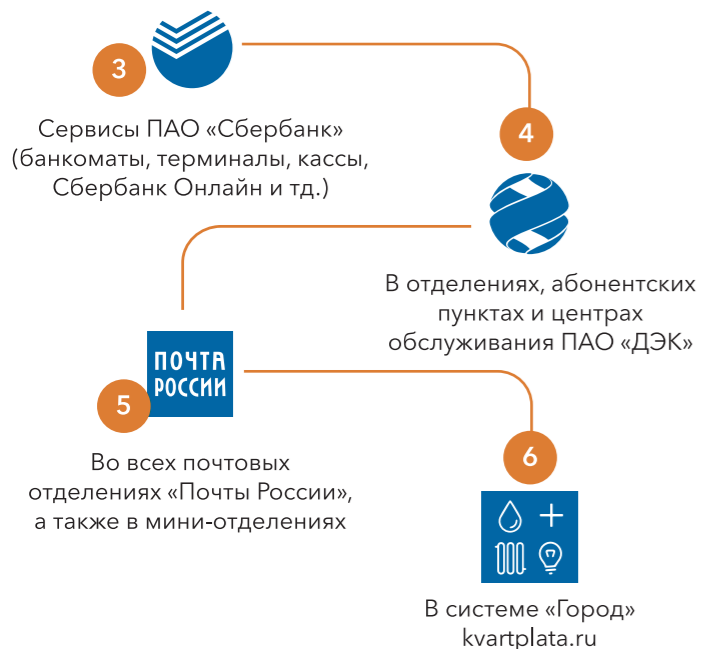 3
Сервисы ПАО «Сбербанк»
(банкоматы, терминалы, кассы,
Сбербанк Онлайн и тд.)
4
В отделениях, абонентских
пунктах и центрах
обслуживания ПАО «ДЭК»
ПОЧТА
РОССИИ
5
Во всех почтовых
отделениях «Почты России»,
а также в мини-отделениях
6
В системе «Город»
kvartplata.ru